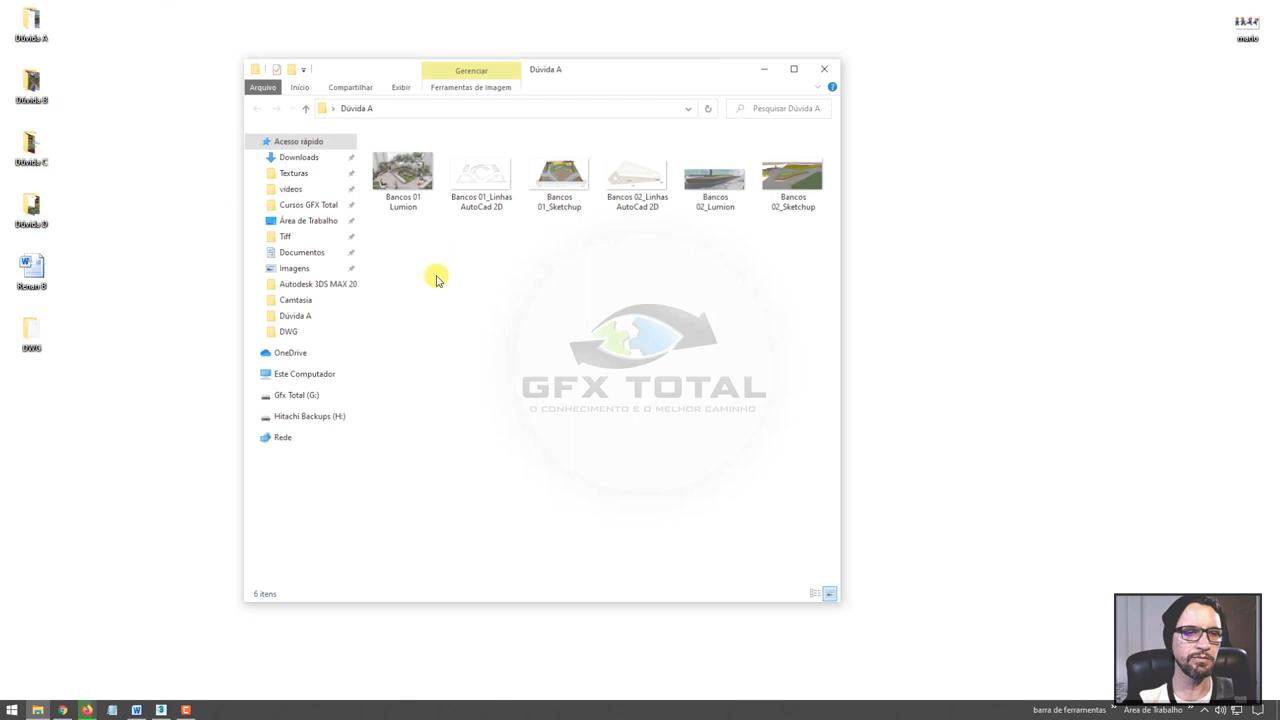 Dúvida A
Dúvida B
Dúvida C
Dúvida D
Renan B
DWG
mario
Gerenciar
Dúvida A
Arquivo
Início
Compartilhar
Exibir
Ferramentas de Imagem
Dúvida A
Pesquisar Dúvida A
Acesso rápido
Downloads
Texturas
vídeos
Cursos GFX Total
Área de Trabalho
Tiff
Documentos
Imagens
Autodesk 3DS MAX 20
Camtasia
Dúvida A
DWG
OneDrive
Este Computador
Gfx Total (G:)
Hitachi Backups (H:)
Rede
Bancos 01
Lumion
Bancos 01_Linhas
AutoCad 2D
Bancos
01_Sketchup
Bancos 02_Linhas
AutoCad 2D
Bancos
02_Lumion
Bancos
02_Sketchup
GFX TOTAL
O CONHECIMENTO É O MELHOR CAMINHO
6 itens
barra de ferramentas
Área de Trabalho